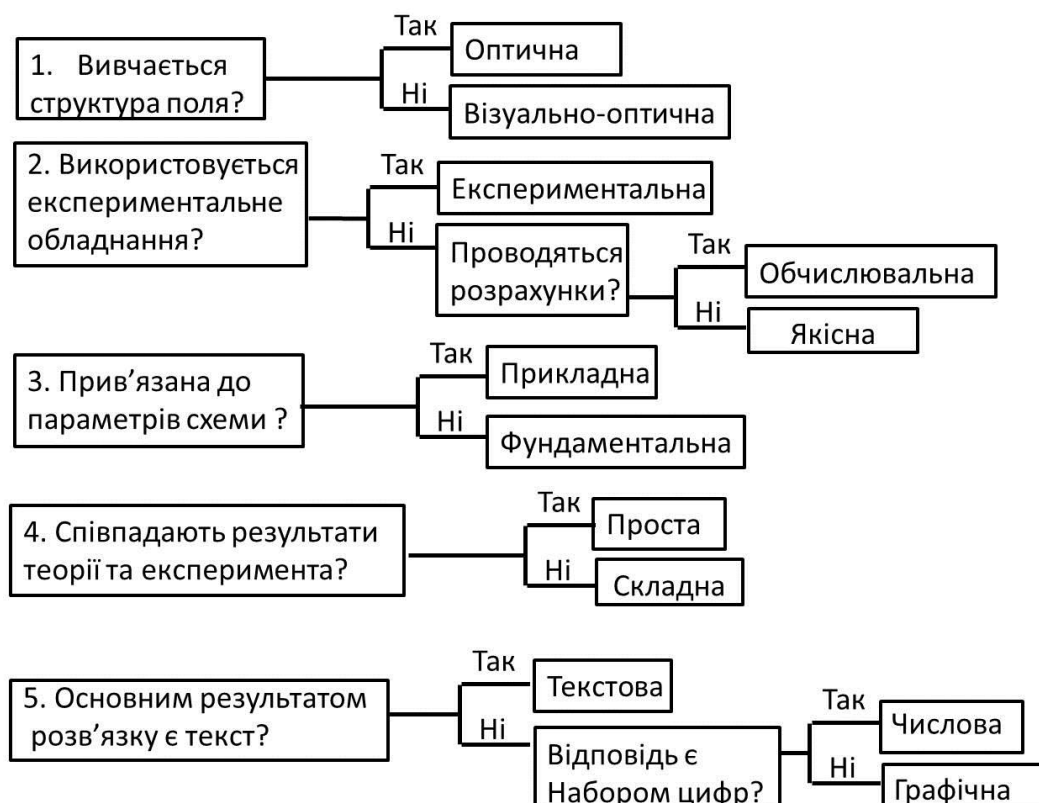 Так
1. Вивчається
структура поля?
Оптична
Ні
Візуально-оптична
2. Використовується
експериментальне
обладнання?
Так
Експериментальна
Ні
Проводяться
розрахунки?
Так
Обчислювальна
Ні
Якісна
3. Прив’язана до
параметрів схеми ?
Так
Прикладна
Ні
Фундаментальна
4. Співпадають результати
теорії та експеримента?
Так
Проста
Ні
Складна
5. Основним результатом
розв’язку є текст?
Так
Текстова
Ні
Відповідь є
Набором цифр?
Так
Числова
Ні
Графічна